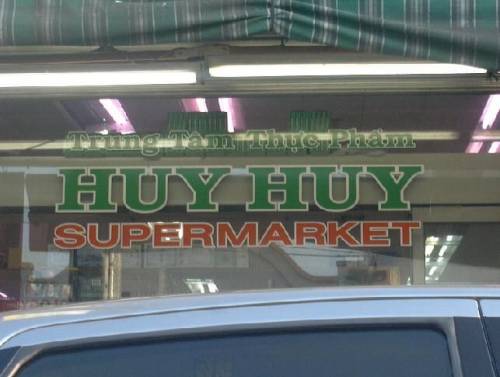 Trung Tâm Thực Phẩm
HUY HUY
SUPERMARKET